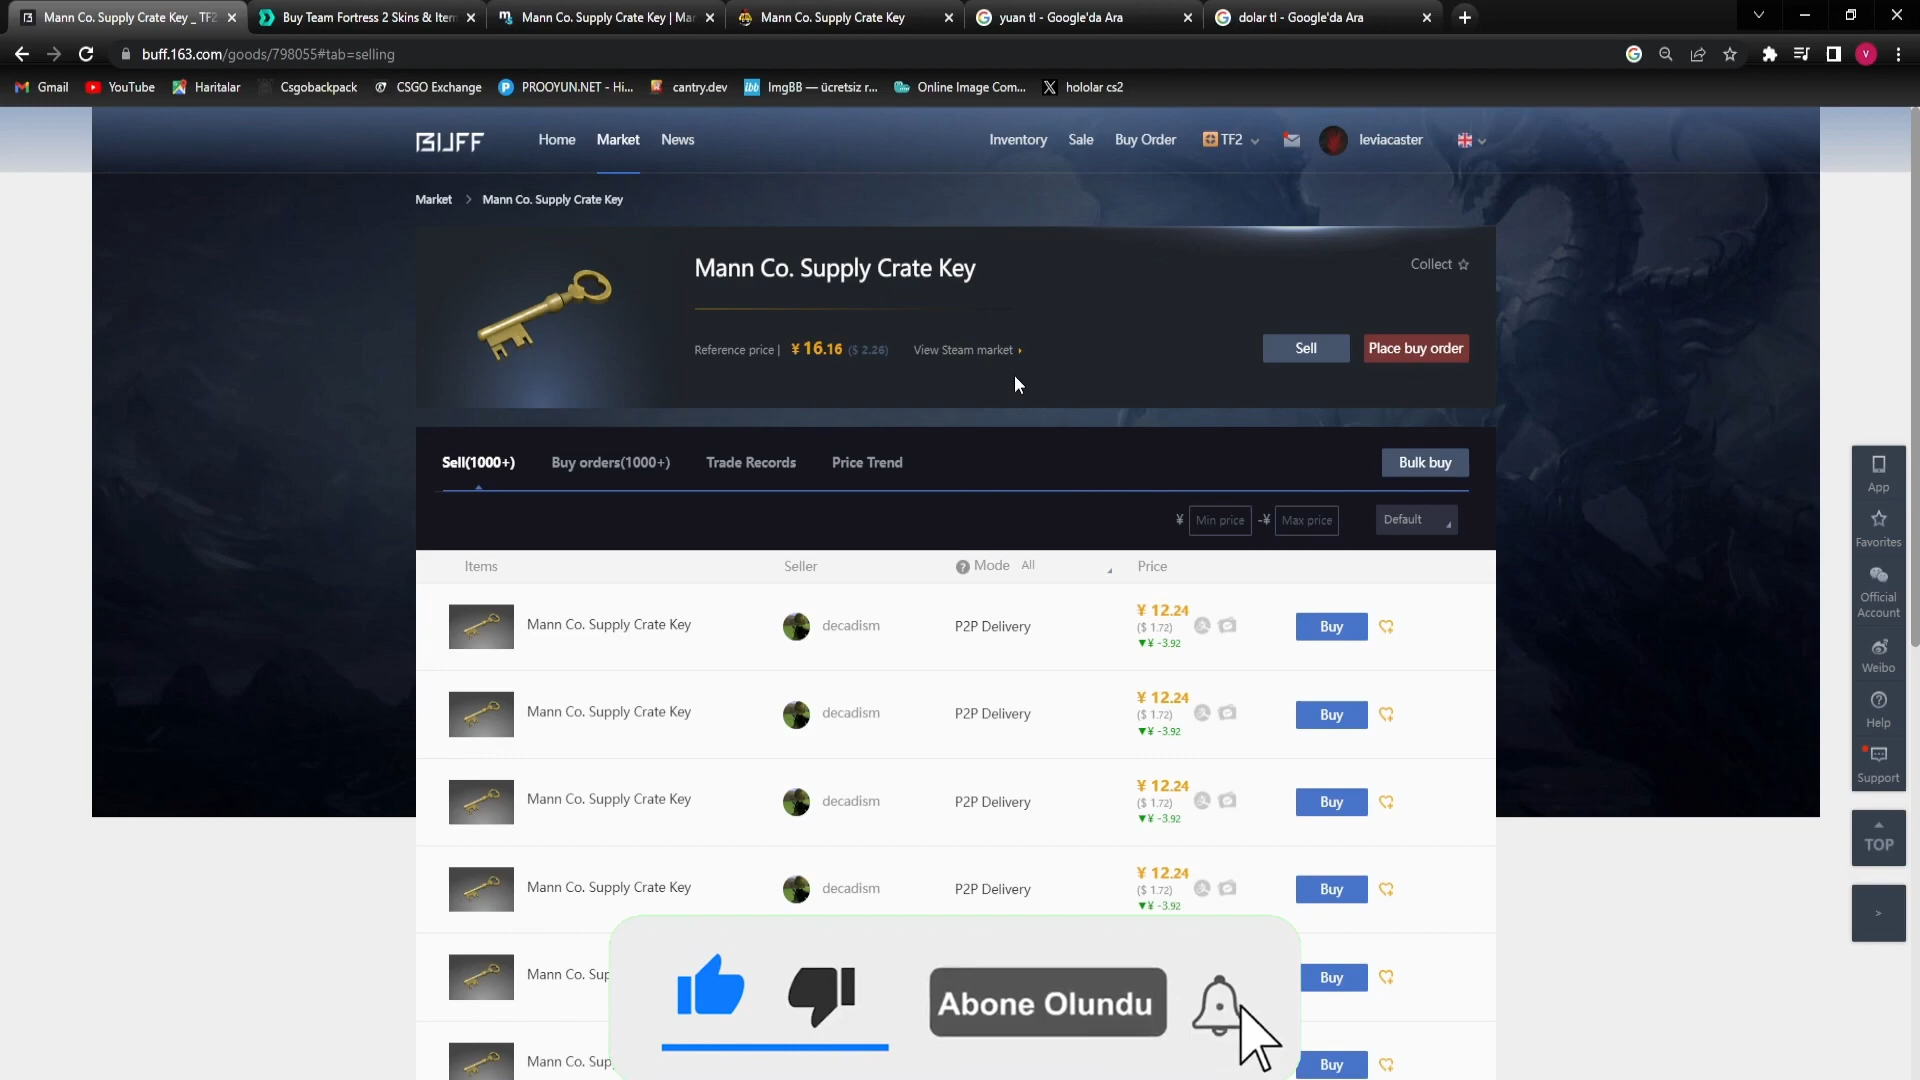 Mann Co. Supply Crate Key _ TF2
Buy Team Fortress 2 Skins & Item
Mann Co. Supply Crate Key | Mar
Mann Co. Supply Crate Key
yuan tl - Google'da Ara
dolar tl - Google'da Ara
buff.163.com/goods/798055#tab=selling
V
Gmail
YouTube
Haritalar
Csgobackpack
CSGO Exchange
PROOYUN.NET - Hi...
cantry.dev
ImgBB — ücretsiz r...
Online Image Com...
hololar cs2
BUFF
Home
Market
News
Inventory
Sale
Buy Order
TF2
leviacaster
Market > Mann Co. Supply Crate Key
Mann Co. Supply Crate Key
Collect
Reference price | ¥ 16.16 ($ 2.26)
View Steam market
Sell
Place buy order
Sell(1000+)
Buy orders(1000+)
Trade Records
Price Trend
Bulk buy
¥ Min price -¥ Max price
Default
Items
Seller
? Mode All
Price
Mann Co. Supply Crate Key
decadism
P2P Delivery
¥ 12.24
($ 1.72)
▼¥ -3.92
Buy
Mann Co. Supply Crate Key
decadism
P2P Delivery
¥ 12.24
($ 1.72)
▼¥ -3.92
Buy
Mann Co. Supply Crate Key
decadism
P2P Delivery
¥ 12.24
($ 1.72)
▼¥ -3.92
Buy
Mann Co. Supply Crate Key
decadism
P2P Delivery
¥ 12.24
($ 1.72)
▼¥ -3.92
Buy
Mann Co. Sup
Buy
Mann Co. Sup
Buy
Abone Olundu
App
Favorites
Official
Account
Weibo
Help
Support
TOP
>